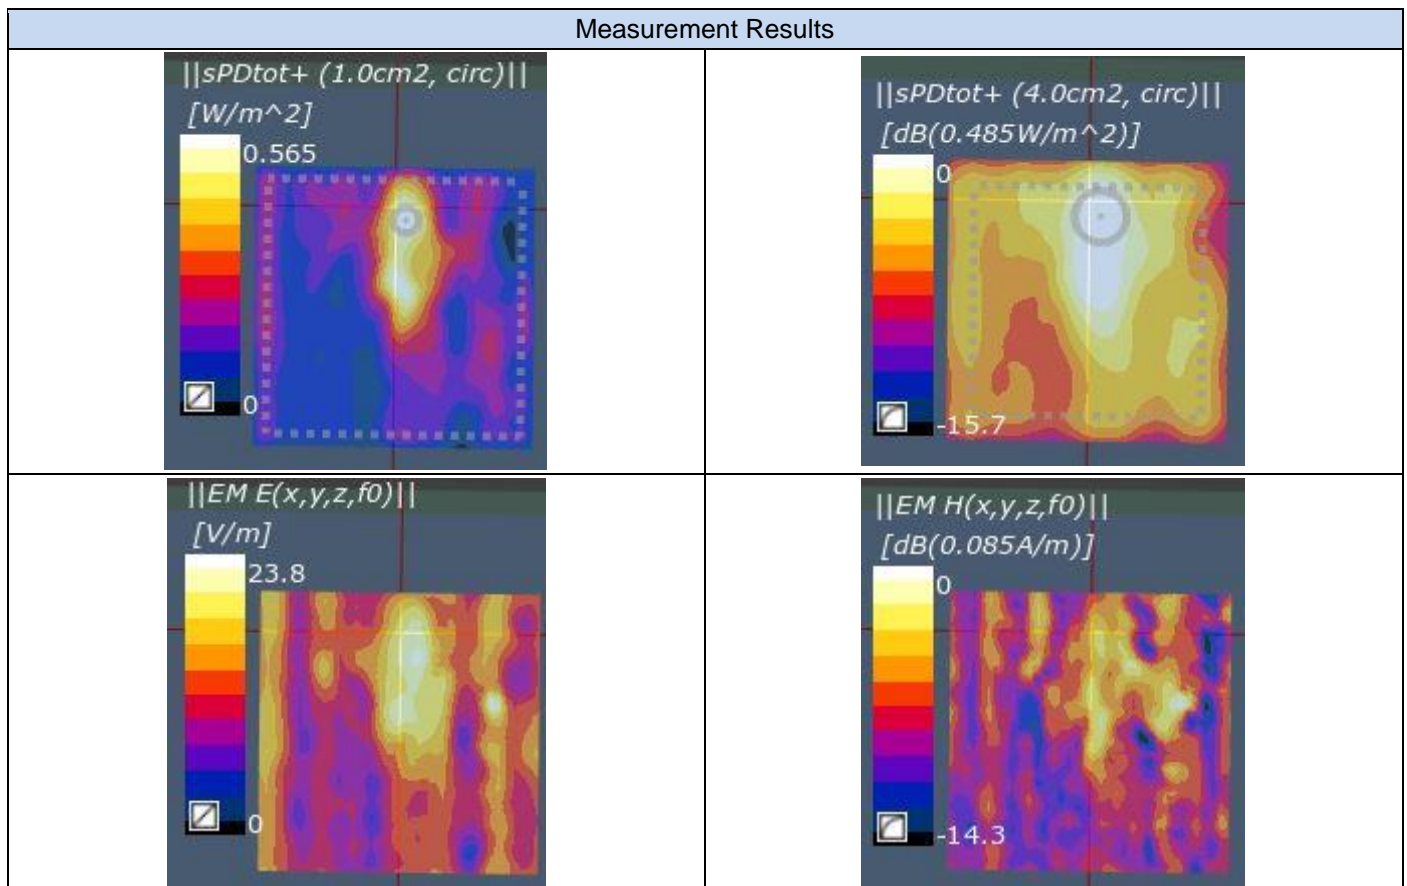 Measurement Results
||sPDtot+ (1.0cm2, circ)||
[W/m^2]
0.565
0
||sPDtot+ (4.0cm2, circ)||
[dB(0.485W/m^2)]
0
-15.7
||EM E(x,y,z,f0)||
[V/m]
23.8
0
||EM H(x,y,z,f0)||
[dB(0.085A/m)]
0
-14.3